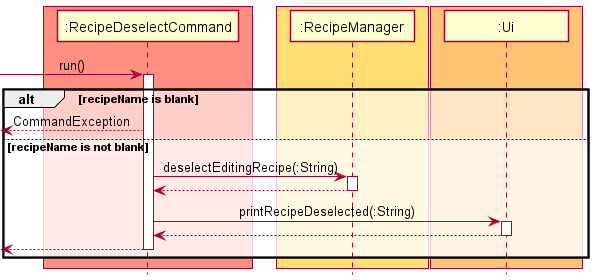 :RecipeDeselectCommand
:RecipeManager
:Ui
run()
alt
[recipeName is blank]
CommandException
[recipeName is not blank]
deselectEditingRecipe(:String)
printRecipeDeselected(:String)